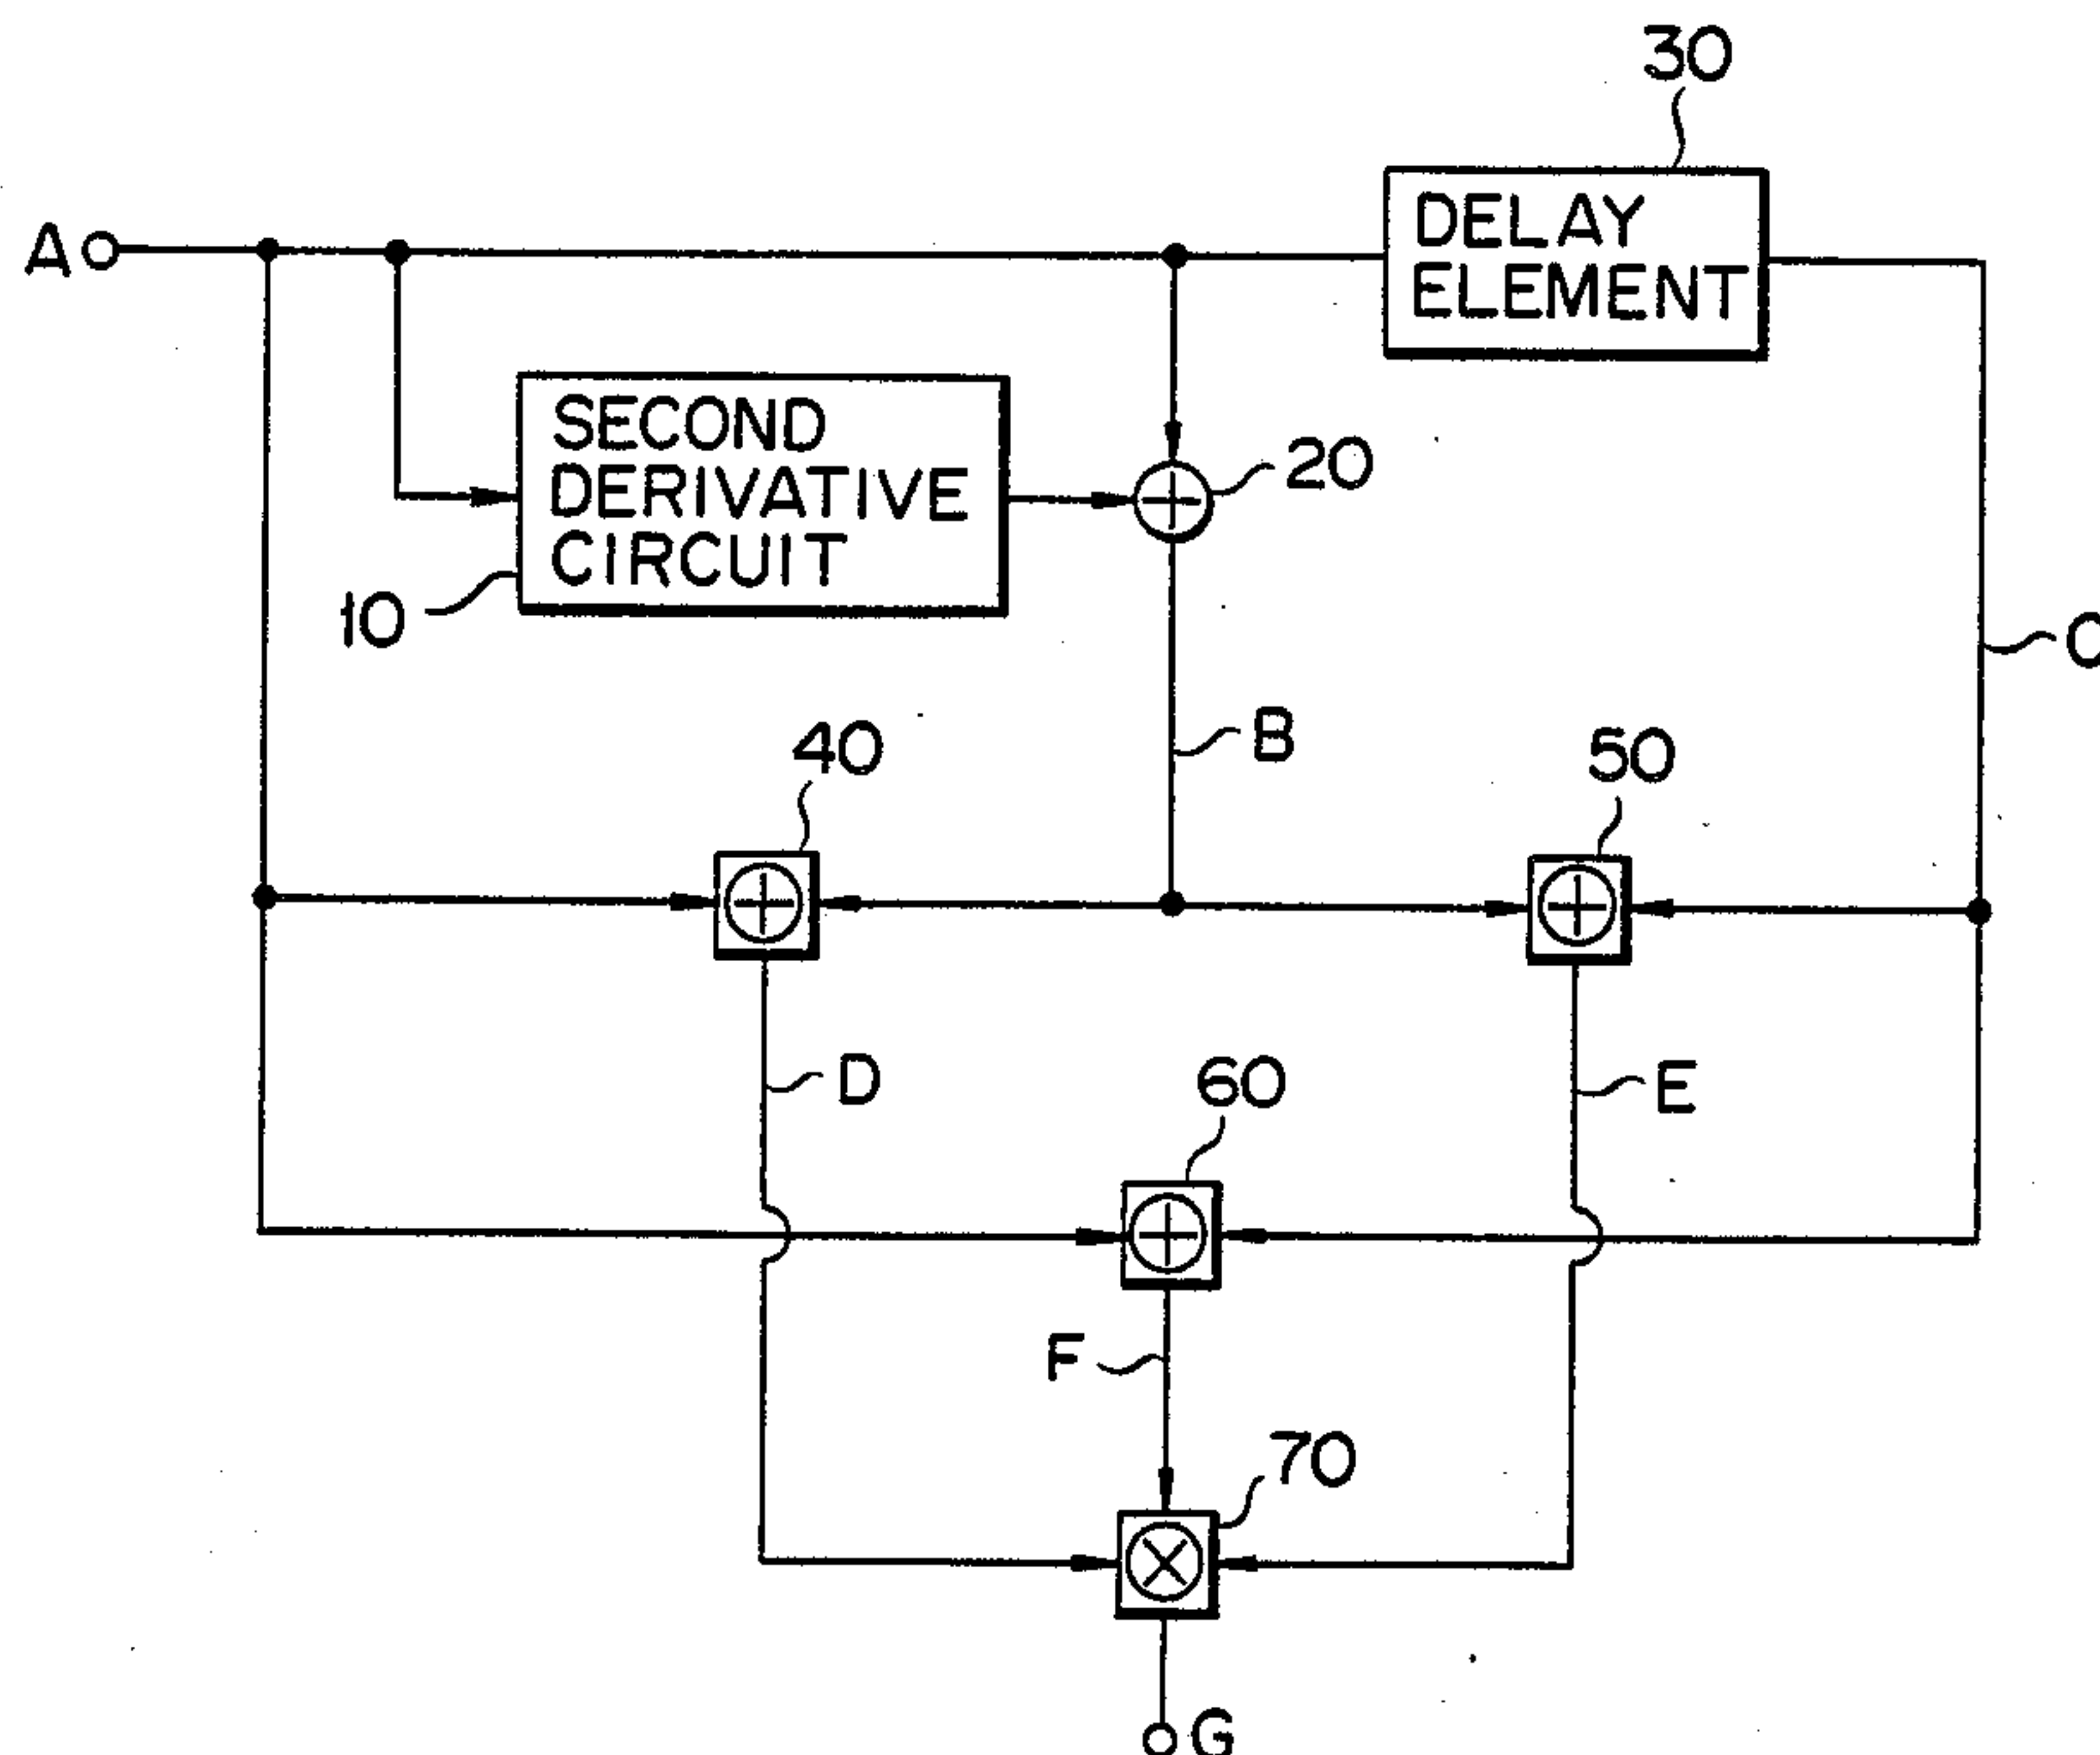 30
A
DELAY
ELEMENT
SECOND
DERIVATIVE
CIRCUIT
20
10
B
40
50
D
60
E
F
70
G